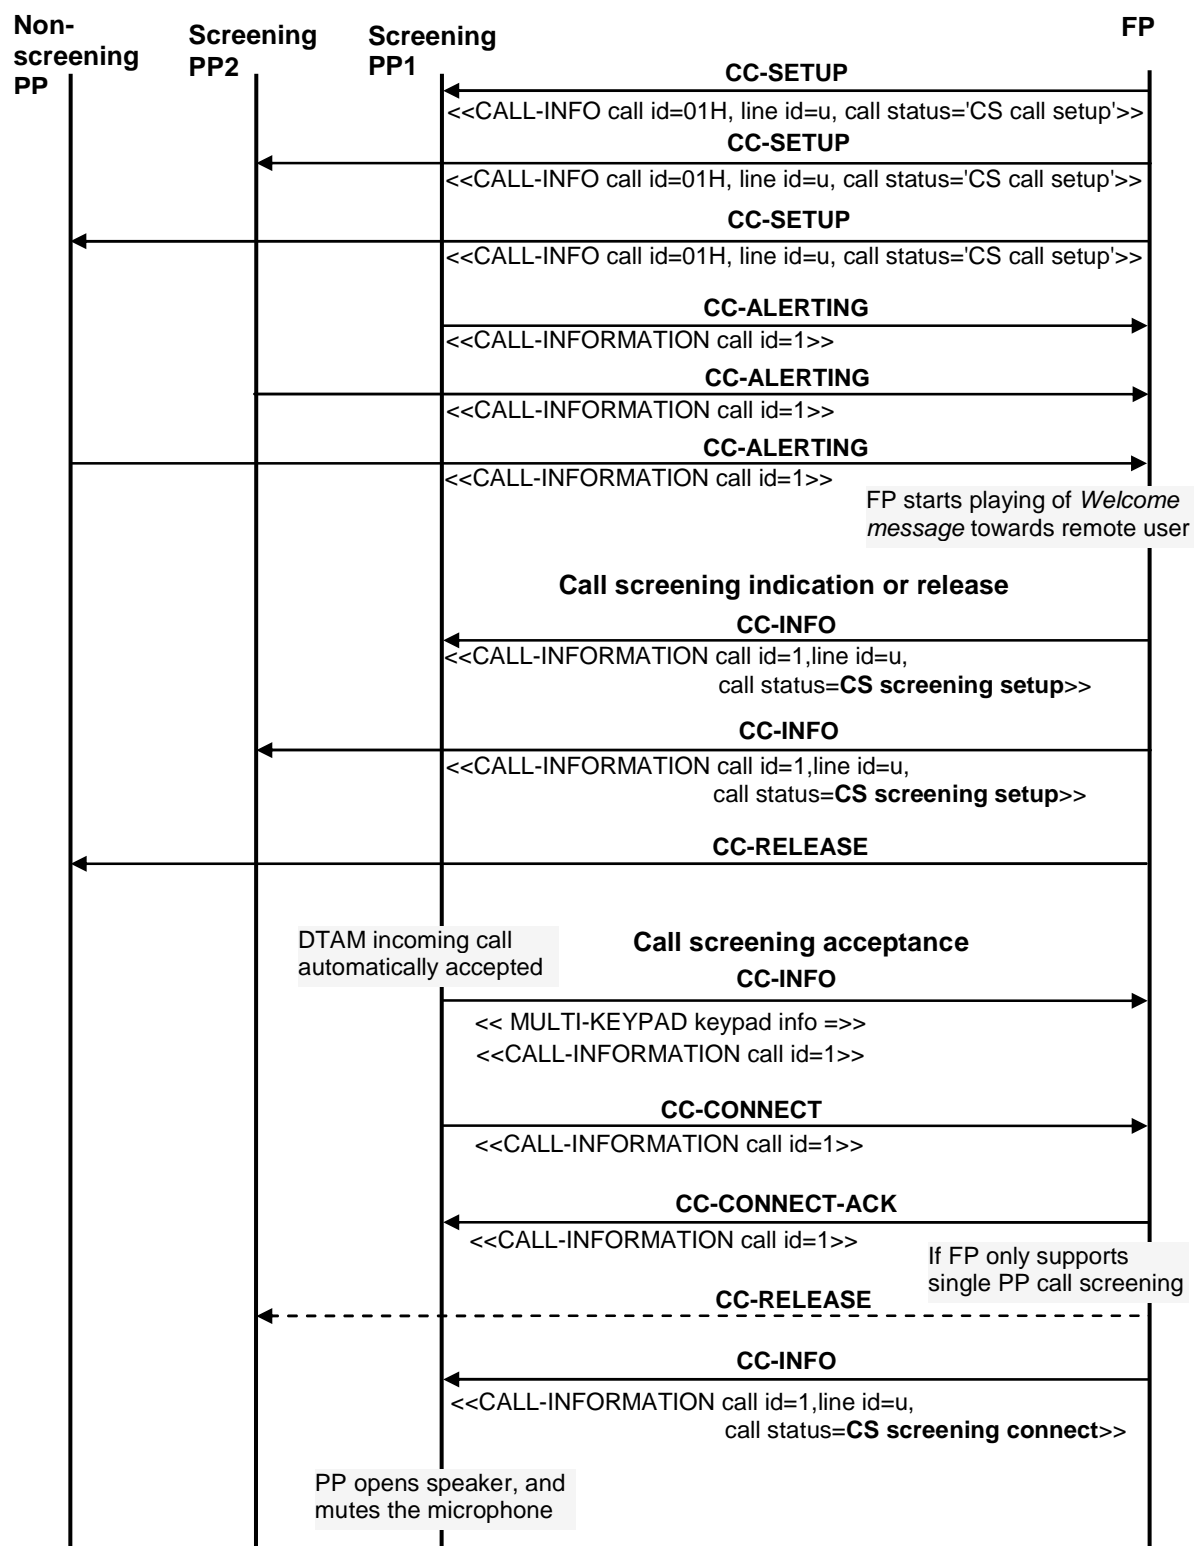 Non-
screening
PP
Screening
PP2
Screening
PP1
FP
CC-SETUP
<<CALL-INFO call id=01H, line id=u, call status='CS call setup'>>
CC-SETUP
<<CALL-INFO call id=01H, line id=u, call status='CS call setup'>>
CC-SETUP
<<CALL-INFO call id=01H, line id=u, call status='CS call setup'>>
CC-ALERTING
<<CALL-INFORMATION call id=1>>
CC-ALERTING
<<CALL-INFORMATION call id=1>>
CC-ALERTING
<<CALL-INFORMATION call id=1>>
FP starts playing of Welcome
message towards remote user
Call screening indication or release
CC-INFO
<<CALL-INFORMATION call id=1,line id=u,
call status=CS screening setup>>
CC-INFO
<<CALL-INFORMATION call id=1,line id=u,
call status=CS screening setup>>
CC-RELEASE
DTAM incoming call
automatically accepted
Call screening acceptance
CC-INFO
<< MULTI-KEYPAD keypad info =>>
<<CALL-INFORMATION call id=1>>
CC-CONNECT
<<CALL-INFORMATION call id=1>>
CC-CONNECT-ACK
<<CALL-INFORMATION call id=1>>
If FP only supports
single PP call screening
CC-RELEASE
CC-INFO
<<CALL-INFORMATION call id=1,line id=u,
call status=CS screening connect>>
PP opens speaker, and
mutes the microphone